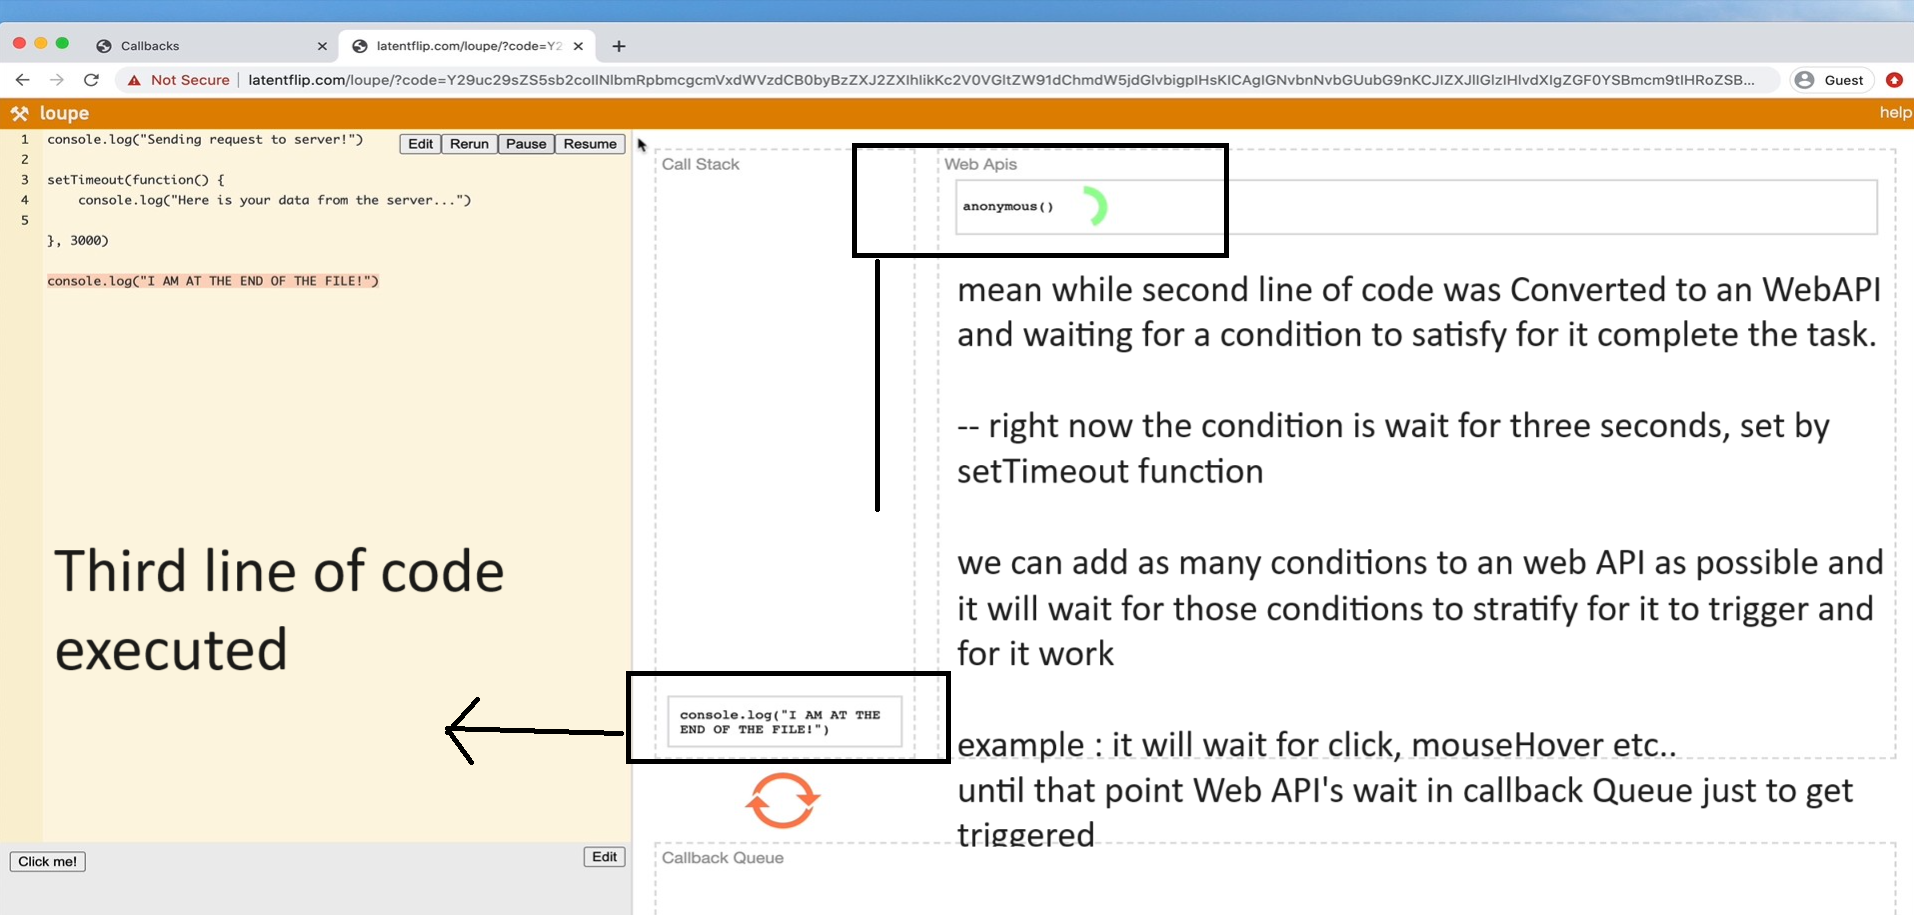 Callbacks
latentflip.com/loupe/?code=Y2
Not Secure
latentflip.com/loupe/?code=Y29uc29sZS5sb2coIlNlbmRpbmcgcmVxdWVzdCB0byBzZXJ2ZXIhIikKc2V0VGltZW91dChmdW5jdGlvbigpIHsKICAgIGNvbnNvbGUubG9nKCJIZXJlIGlzIHlvdXIgZGF0YSBmcm9tIHRoZSB...
Guest
loupe
help
1 console.log("Sending request to server!")
2
3 setTimeout(function() {
4 console.log("Here is your data from the server...")
5
}, 3000)
console.log("I AM AT THE END OF THE FILE!")
Edit Rerun Pause Resume
Third line of code
executed
Click me!
Edit
Call Stack
console.log("I AM AT THE
END OF THE FILE!")
Web Apis
anonymous()
mean while second line of code was Converted to an WebAPI
and waiting for a condition to satisfy for it complete the task.
-- right now the condition is wait for three seconds, set by
setTimeout function
we can add as many conditions to an web API as possible and
it will wait for those conditions to stratify for it to trigger and
for it work
example : it will wait for click, mouseHover etc..
until that point Web API's wait in callback Queue just to get
triggered
Callback Queue